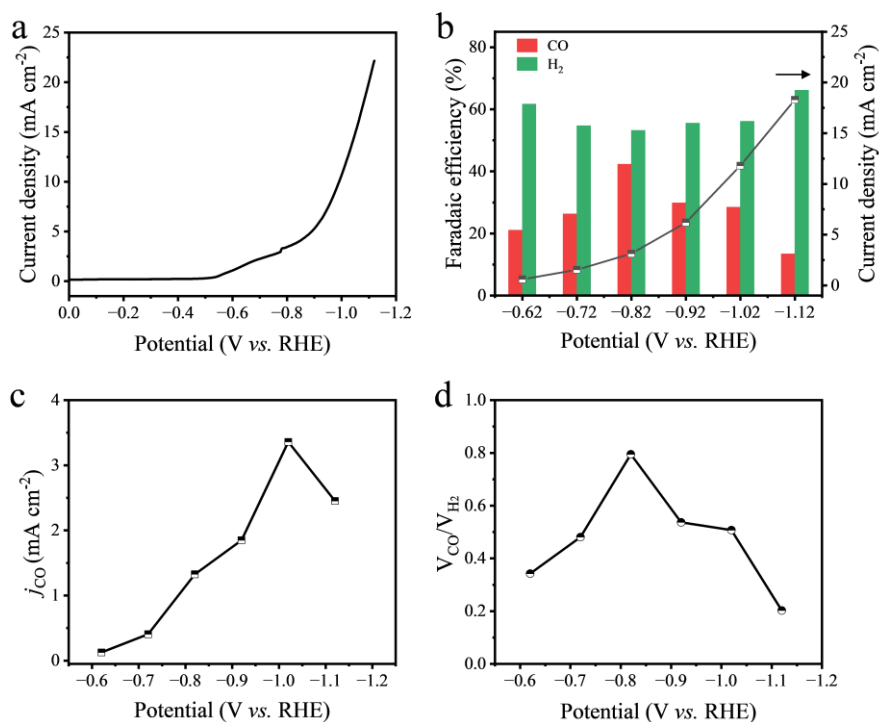 a
25
20
15
10
5
0
Current density (mA cm⁻²)
0.0 −0.2 −0.4 −0.6 −0.8 −1.0 −1.2
Potential (V vs. RHE)
b
CO
H₂
80
60
40
20
0
Faradaic efficiency (%)
25
20
15
10
5
0
Current density (mA cm⁻²)
−0.62 −0.72 −0.82 −0.92 −1.02 −1.12
Potential (V vs. RHE)
c
4
3
2
1
0
jCO (mA cm⁻²)
−0.6 −0.7 −0.8 −0.9 −1.0 −1.1 −1.2
Potential (V vs. RHE)
d
1.0
0.8
0.6
0.4
0.2
0.0
VCO/VH2
−0.6 −0.7 −0.8 −0.9 −1.0 −1.1 −1.2
Potential (V vs. RHE)